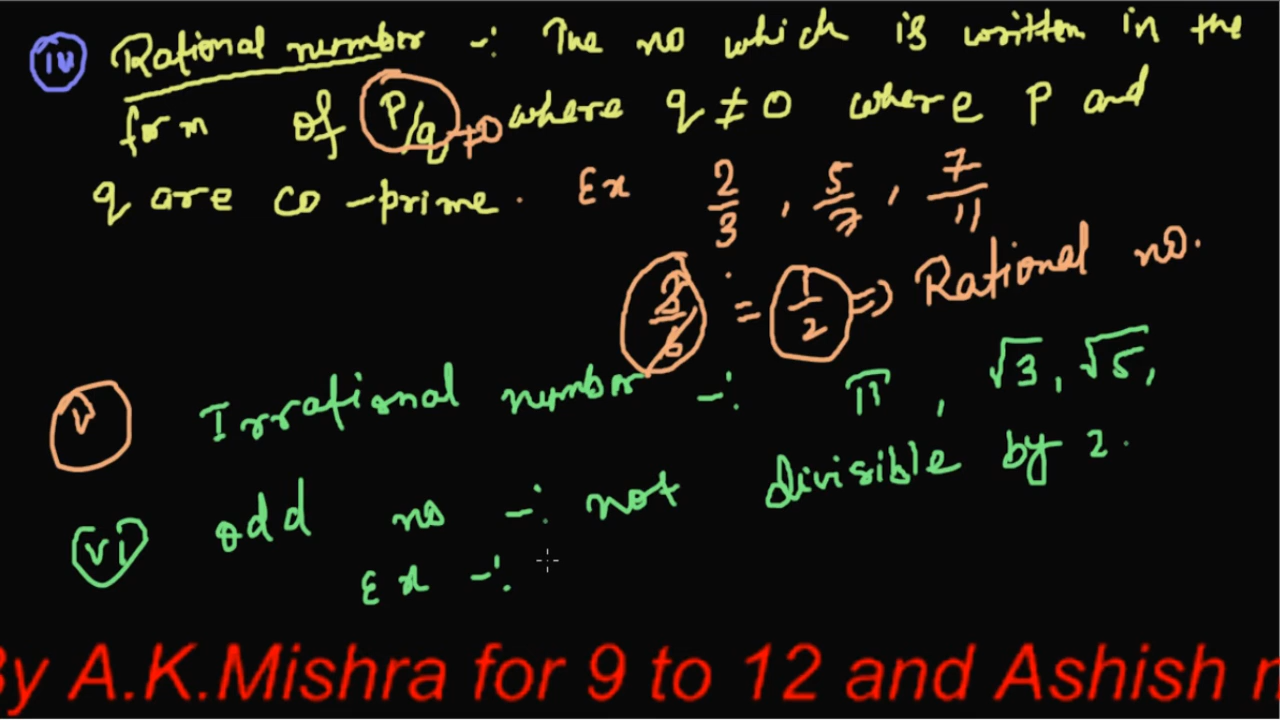 iv Rational number -: The no which is written in the
form of P/q ≠0 where q ≠ 0 where P and
q are co-prime. Ex 2/3, 5/7, 7/11
= 1/2 => Rational no.
v Irrational number -: π, √3, √5,
vi odd no -: not divisible by 2.
Ex -:
By A.K.Mishra for 9 to 12 and Ashish